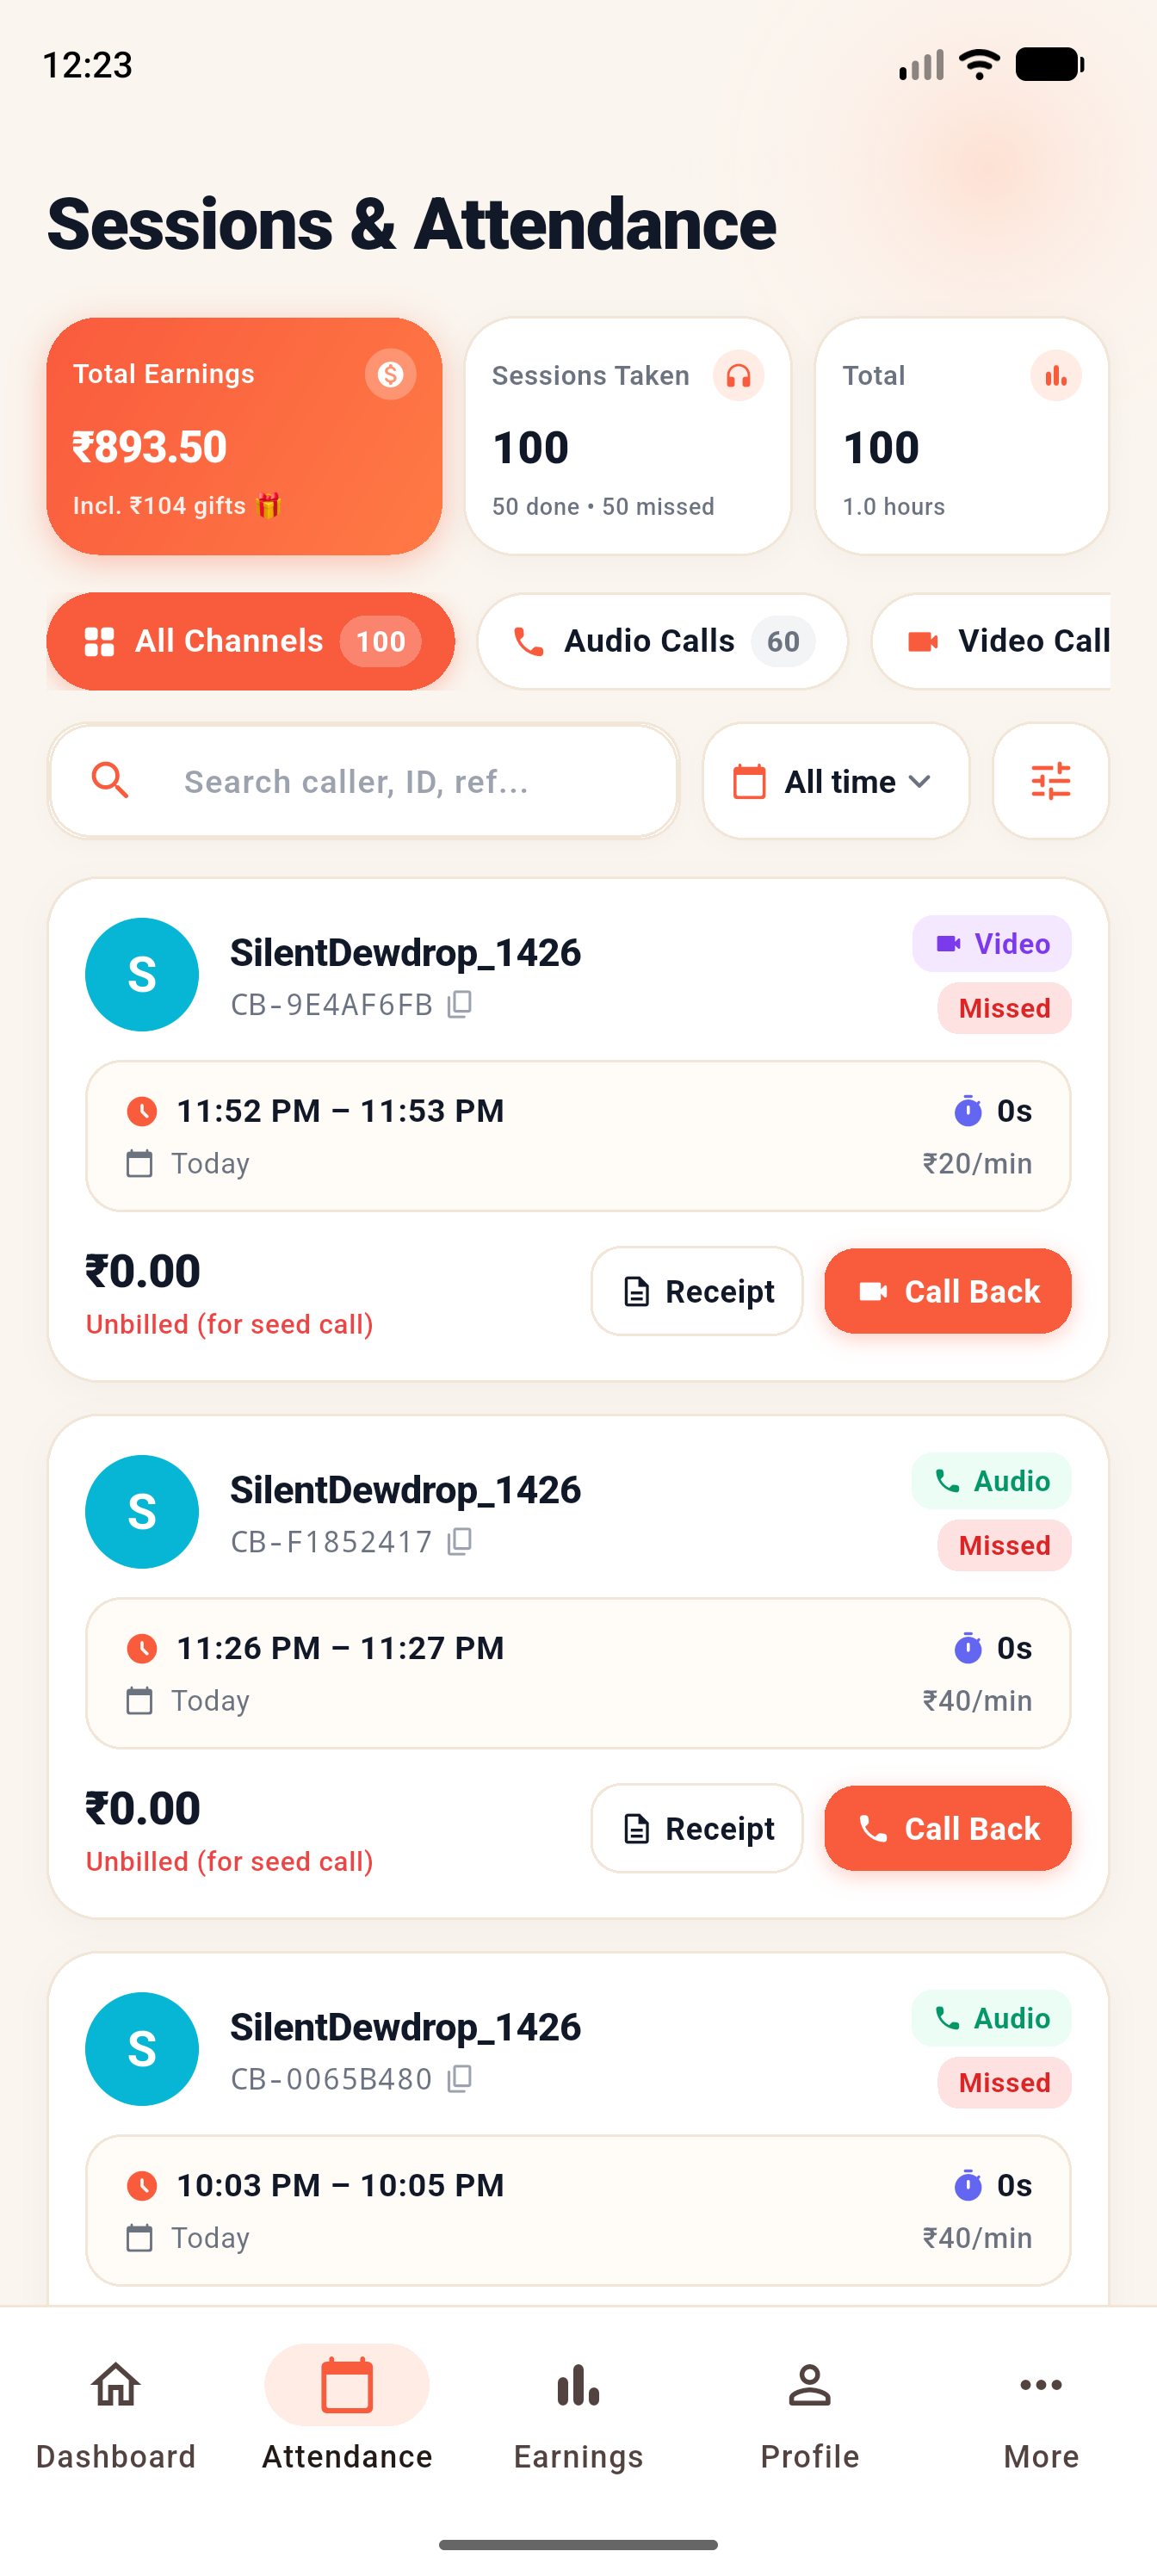 12:23
Sessions & Attendance
Total Earnings
₹893.50
Incl. ₹104 gifts 🎁
Sessions Taken
100
50 done • 50 missed
Total
100
1.0 hours
All Channels 100
Audio Calls 60
Video Call
Search caller, ID, ref...
All time
S
SilentDewdrop_1426
CB-9E4AF6FB
Video
Missed
11:52 PM – 11:53 PM
0s
Today
₹20/min
₹0.00
Unbilled (for seed call)
Receipt
Call Back
S
SilentDewdrop_1426
CB-F1852417
Audio
Missed
11:26 PM – 11:27 PM
0s
Today
₹40/min
₹0.00
Unbilled (for seed call)
Receipt
Call Back
S
SilentDewdrop_1426
CB-0065B480
Audio
Missed
10:03 PM – 10:05 PM
0s
Today
₹40/min
Dashboard
Attendance
Earnings
Profile
More